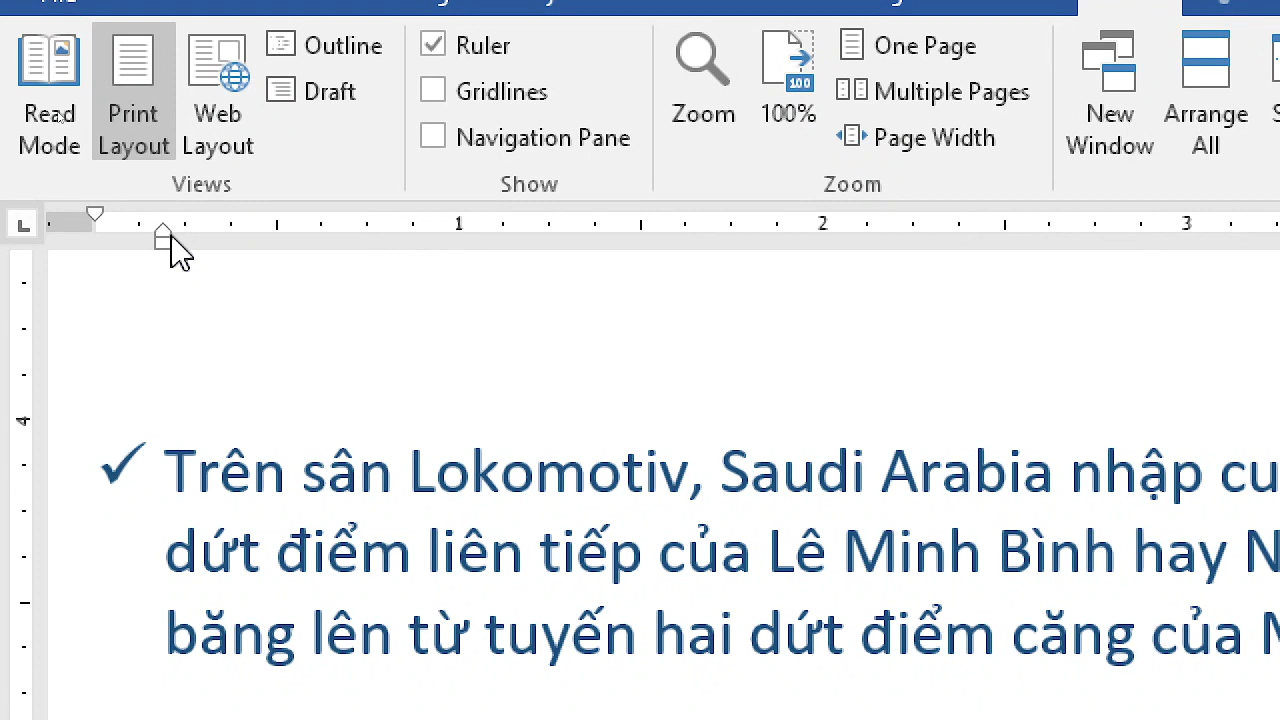 Read Mode
Print Layout
Web Layout
Outline
Draft
Views
Ruler
Gridlines
Navigation Pane
Show
Zoom
100
100%
One Page
Multiple Pages
Page Width
Zoom
New Window
Arrange All
1 2 3
4
Trên sân Lokomotiv, Saudi Arabia nhập
dứt điểm liên tiếp của Lê Minh Bình hay
băng lên từ tuyến hai dứt điểm căng của